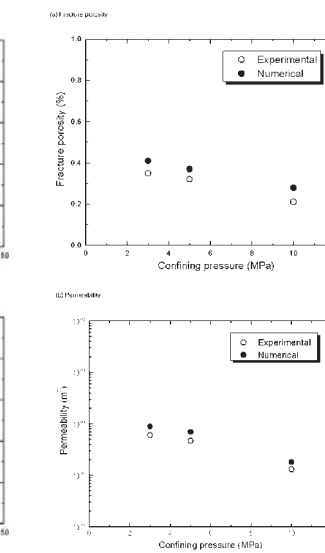 (a) Fracture porosity
1.0
0.8
0.6
0.4
0.2
0.0
Fracture porosity (%)
Experimental
Numerical
0 2 4 6 8 10
Confining pressure (MPa)
50
(b) Permeability
Permeability (m
Experimental
Numerical
0 2 4 6 8 10
Confining pressure (MPa)
50